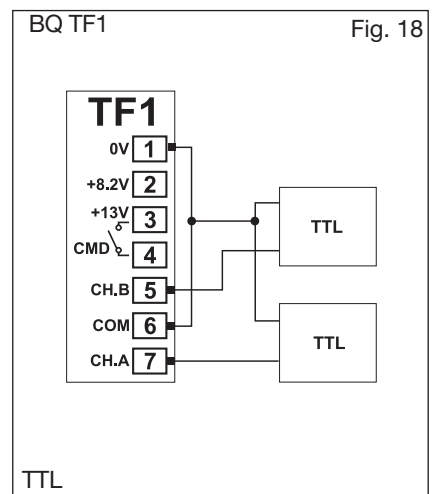 BQ TF1
Fig. 18
TF1
0V 1
+8.2V 2
+13V 3
CMD 4
CH.B 5
COM 6
CH.A 7
TTL
TTL
TTL